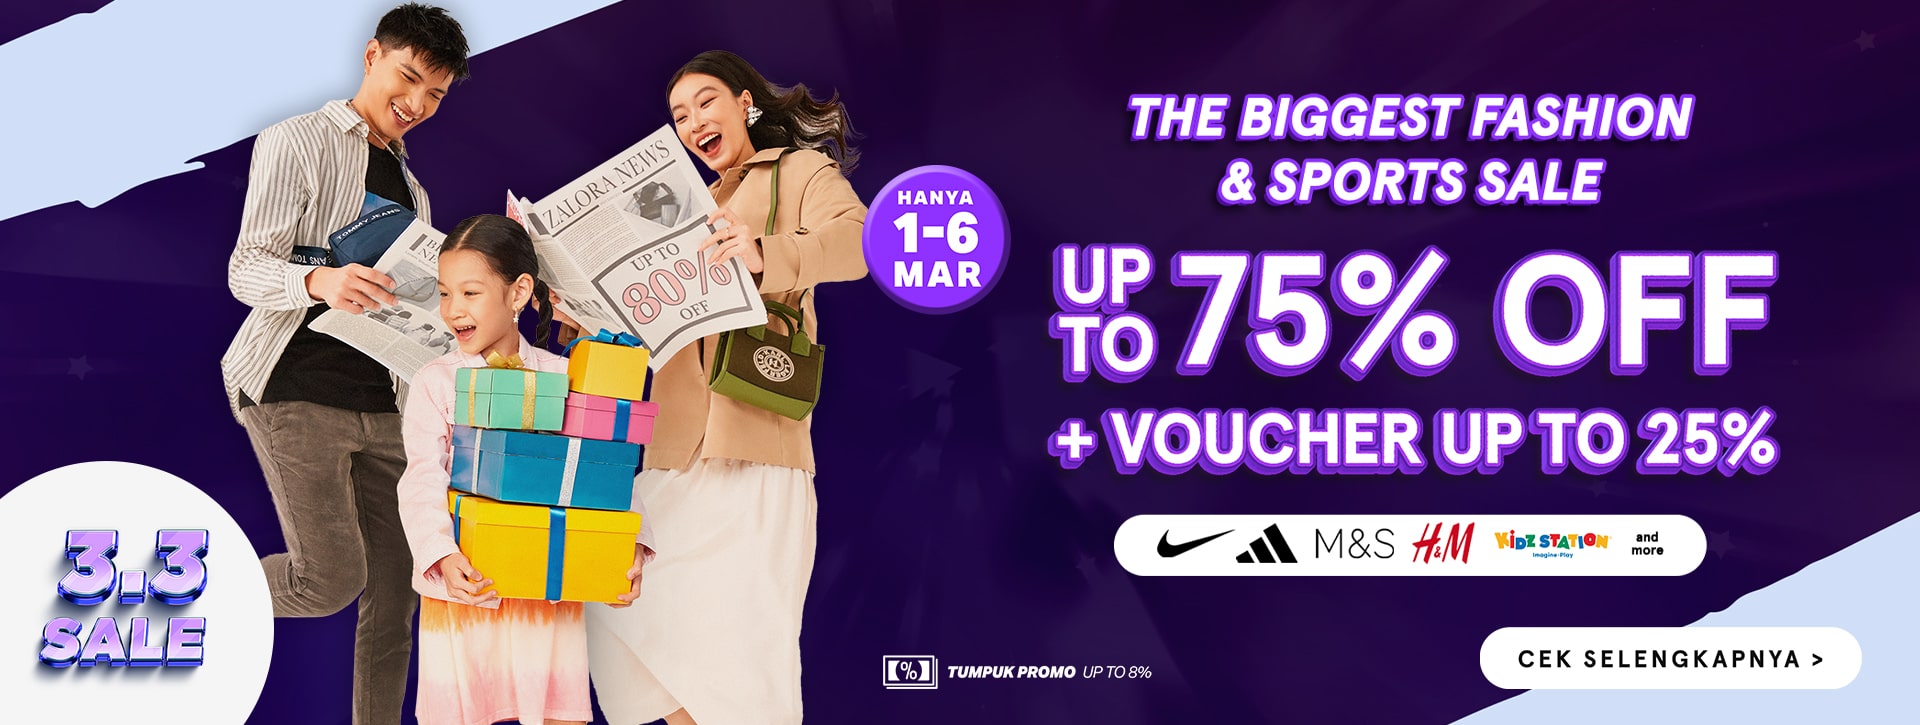 THE BIGGEST FASHION
& SPORTS SALE
HANYA
1-6
MAR
UP
TO
75% OFF
+ VOUCHER UP TO 25%
M&S
H&M
KiDZ STATiON
Imagine·Play
and
more
CEK SELENGKAPNYA >
% TUMPUK PROMO UP TO 8%
3.3
SALE
ZALORA NEWS
UP TO
80%
OFF
TOMMY JEANS